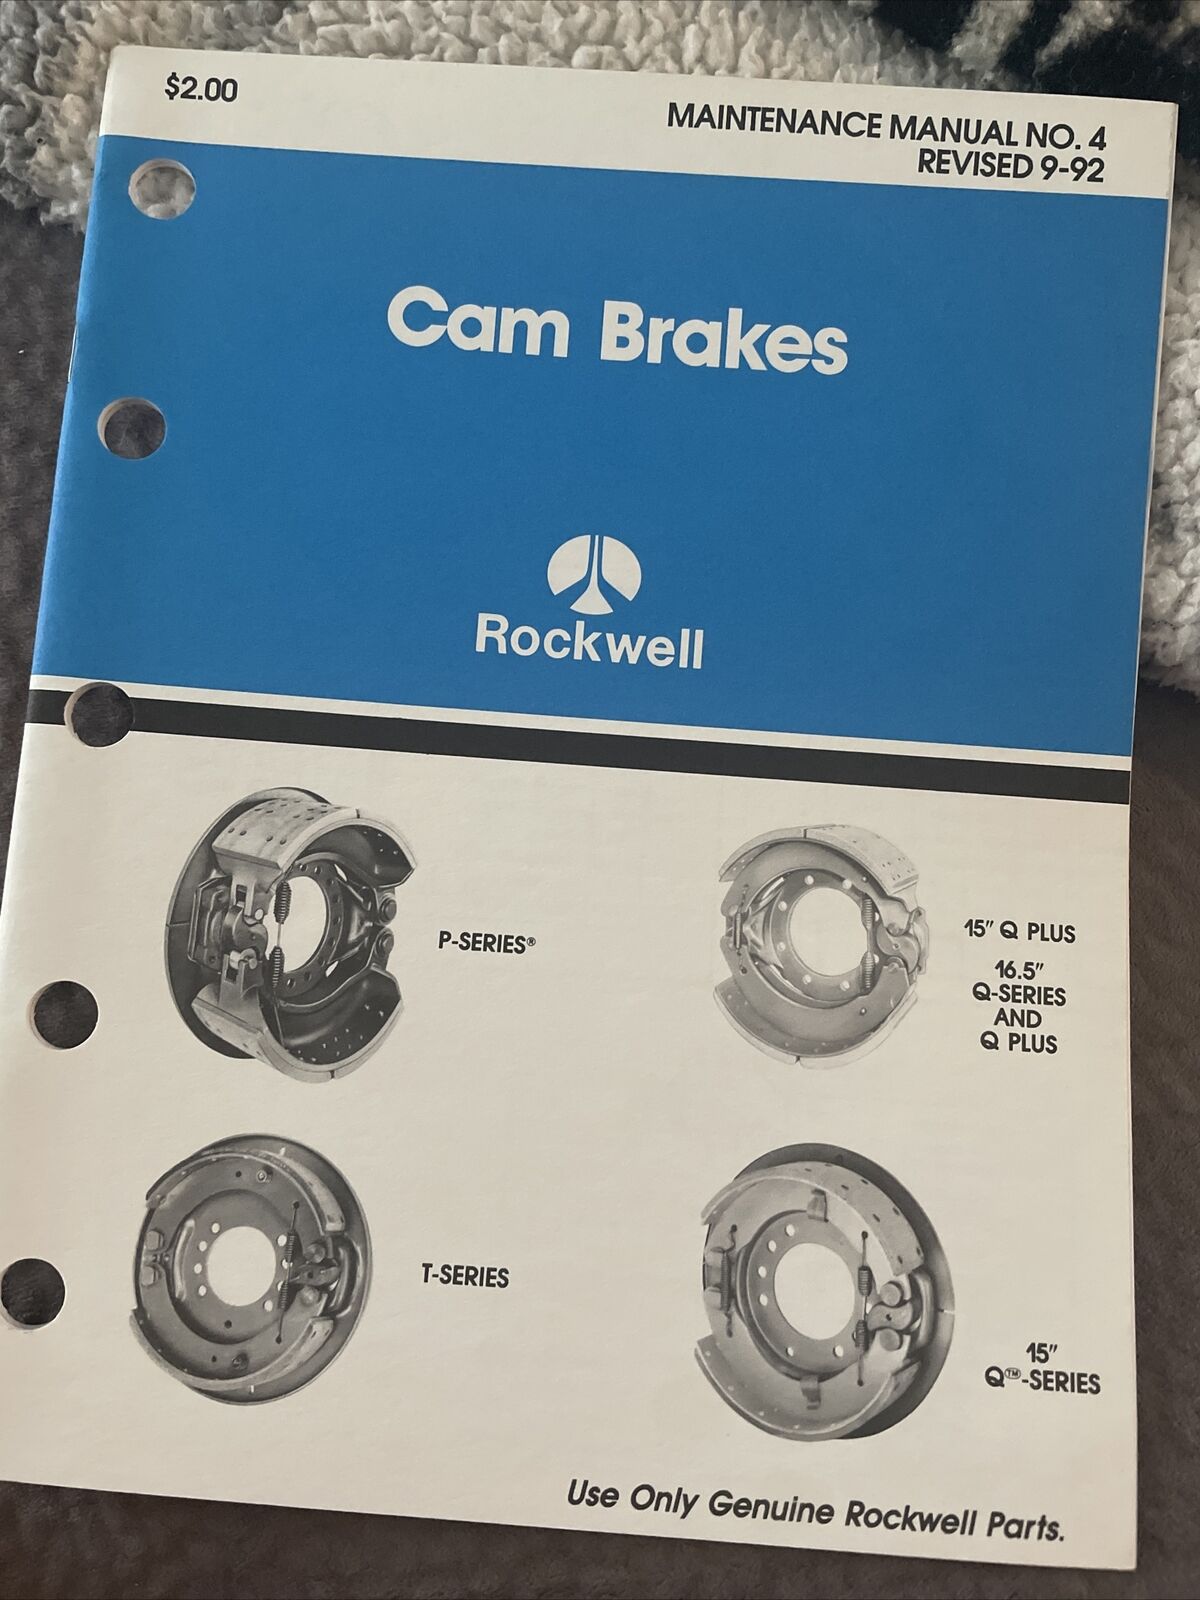 $2.00
MAINTENANCE MANUAL NO. 4
REVISED 9-92
Cam Brakes
Rockwell
P-SERIES®
15" Q PLUS
16.5"
Q-SERIES
AND
Q PLUS
T-SERIES
15"
Q™-SERIES
Use Only Genuine Rockwell Parts.